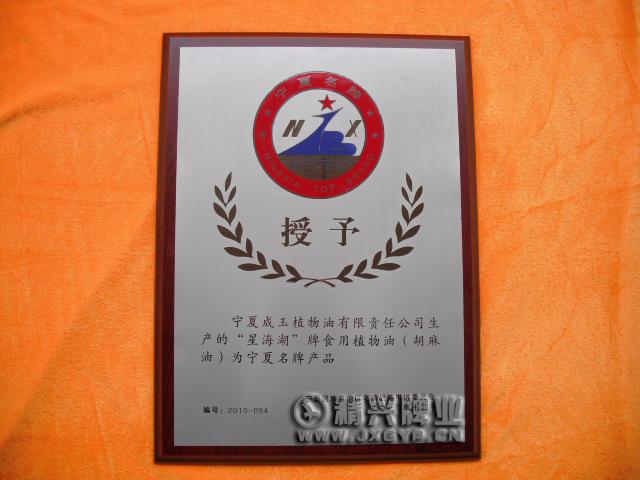 宁夏名牌
N X
NINGXIA TOP BRAND
授予
宁夏成玉植物油有限责任公司生
产的“星海湖”牌食用植物油（胡麻
油）为宁夏名牌产品
编号：2010-054
精兴牌业
WWW.JXGYP.CN